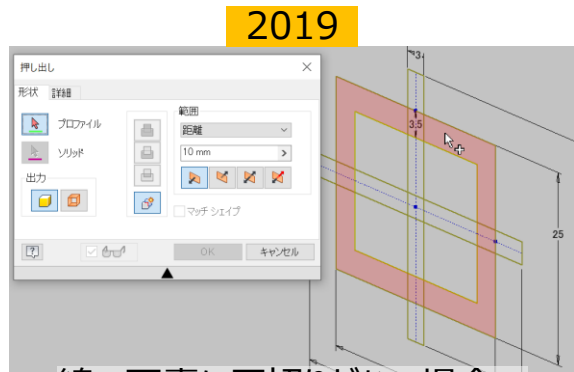 2019
押し出し
形状 詳細
プロファイル
ソリッド
出力
範囲
距離
10 mm
マッチ シェイプ
OK キャンセル
3
3.5
25